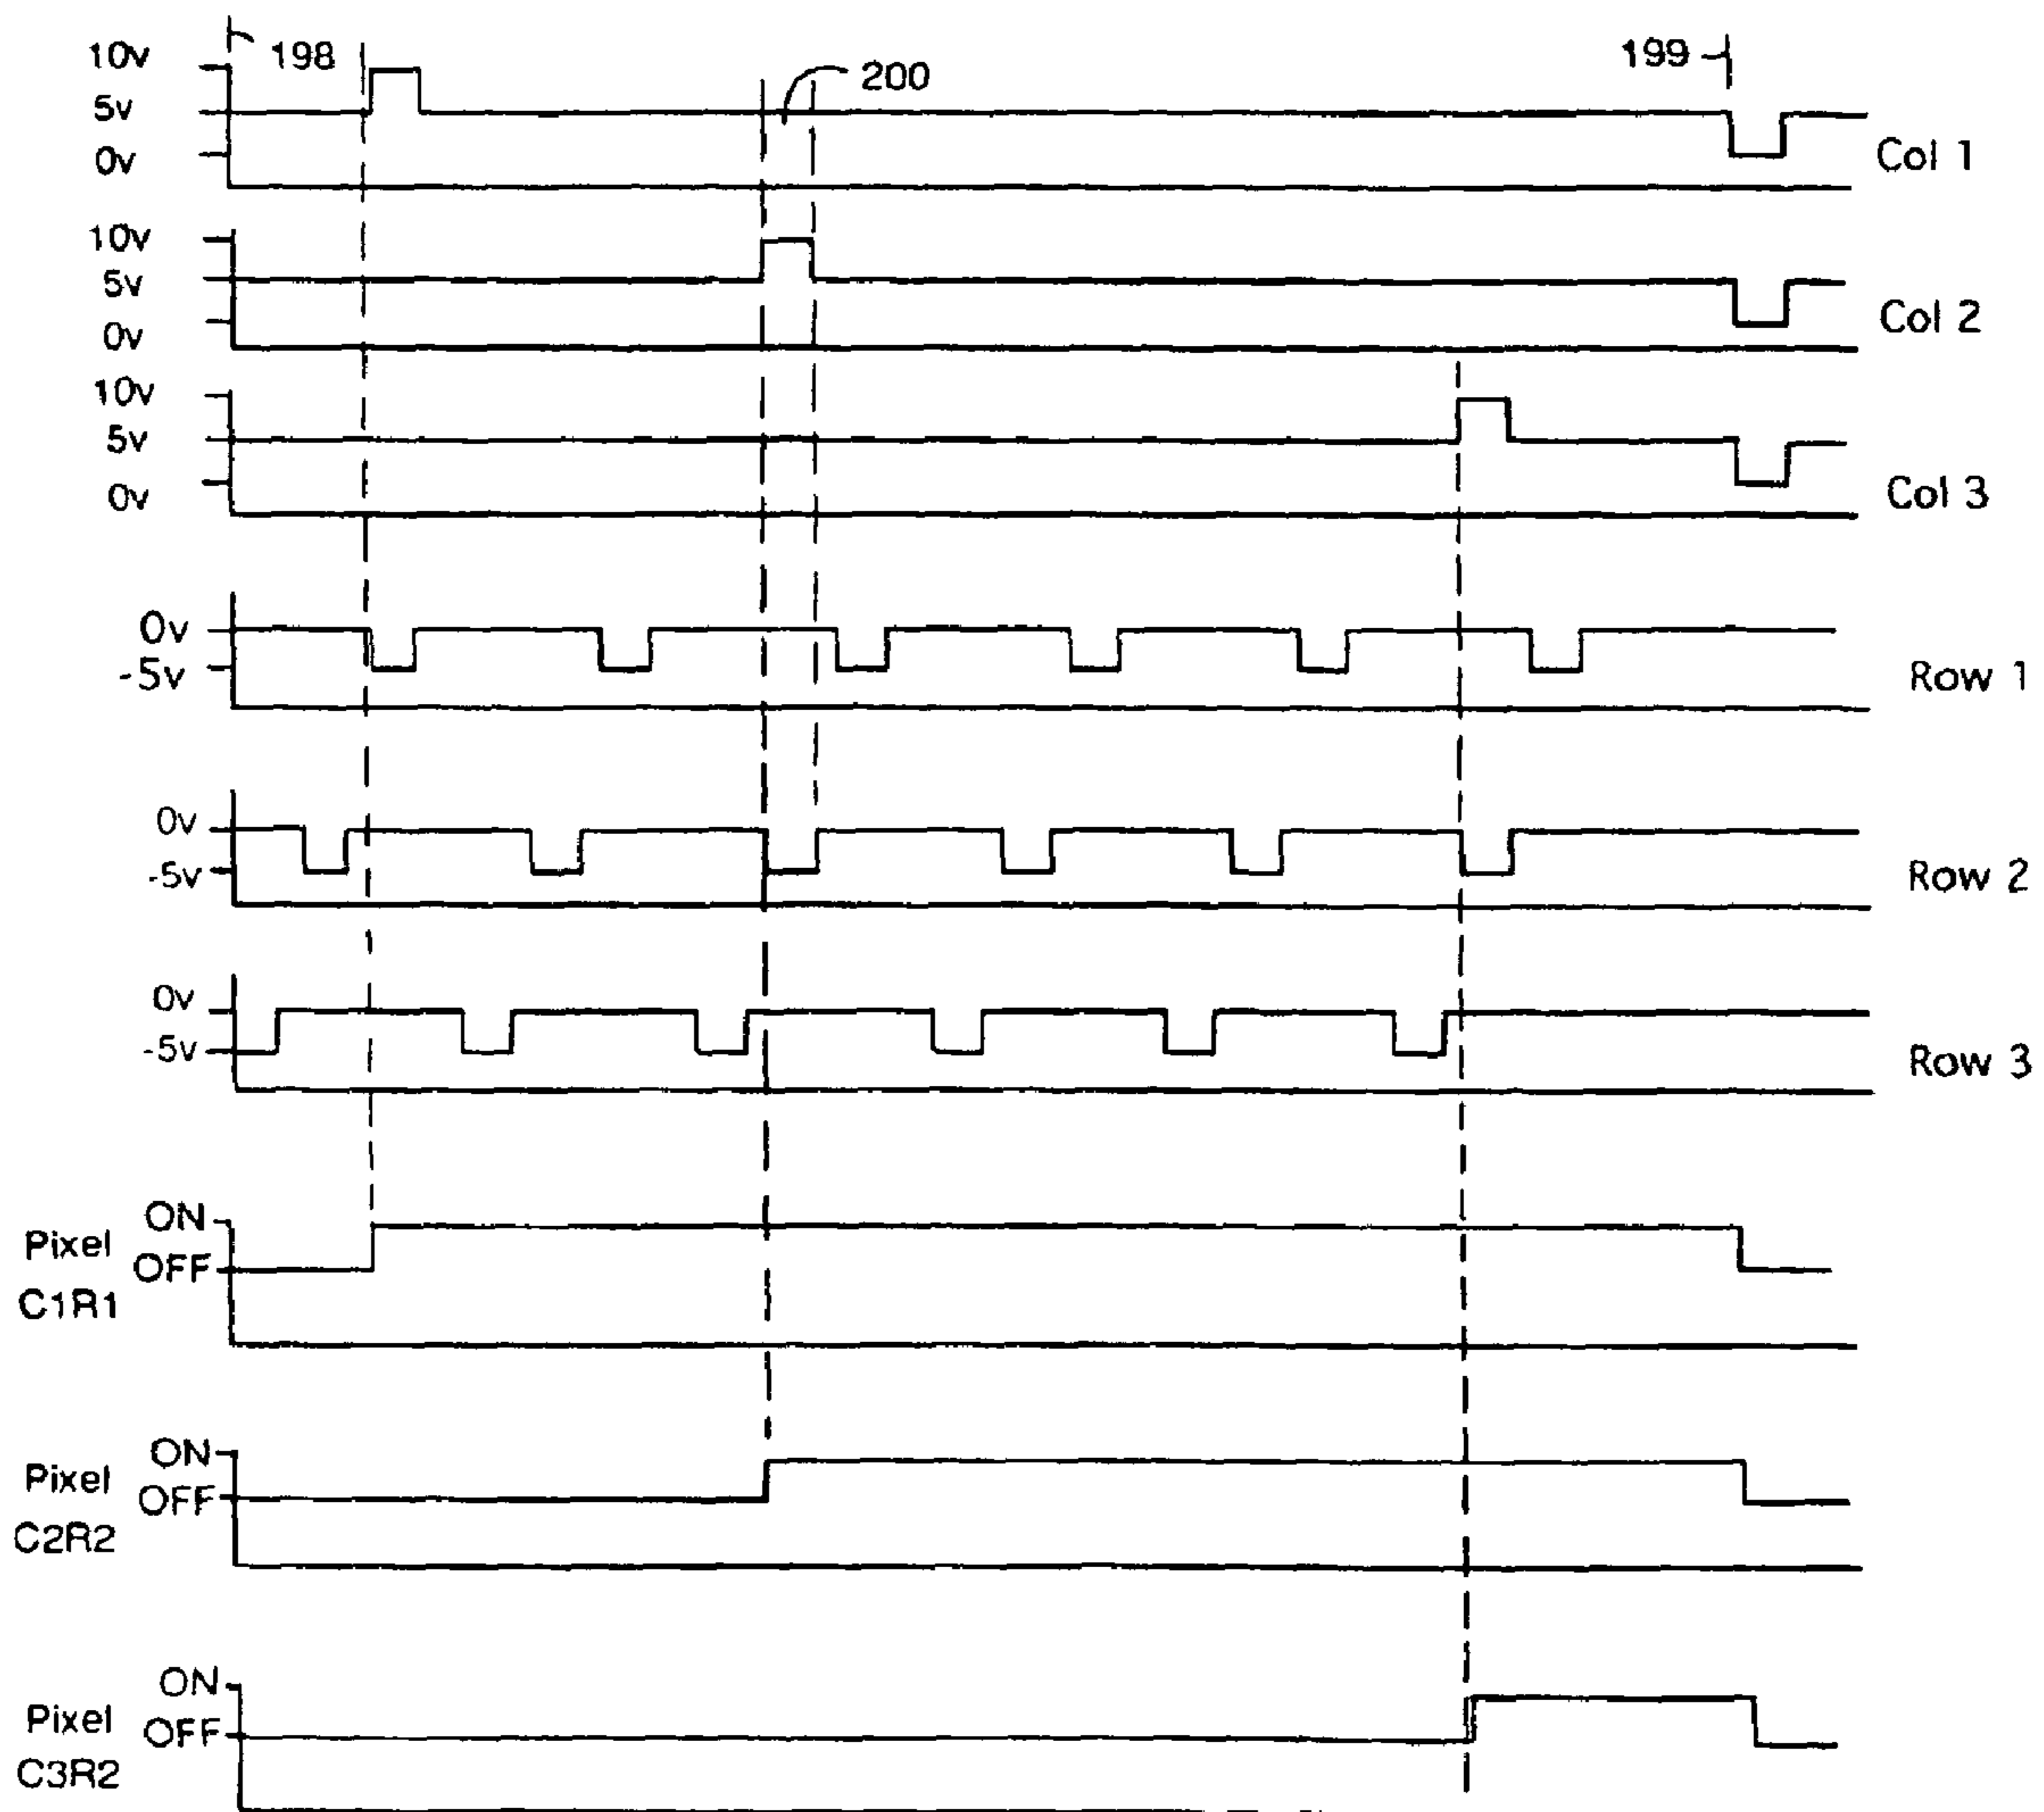 198
199
200
10v
5v
0v
Col 1
10v
5v
0v
Col 2
10v
5v
0v
Col 3
0v
-5v
Row 1
0v
-5v
Row 2
0v
-5v
Row 3
Pixel
C1R1
ON
OFF
Pixel
C2R2
ON
OFF
Pixel
C3R2
ON
OFF